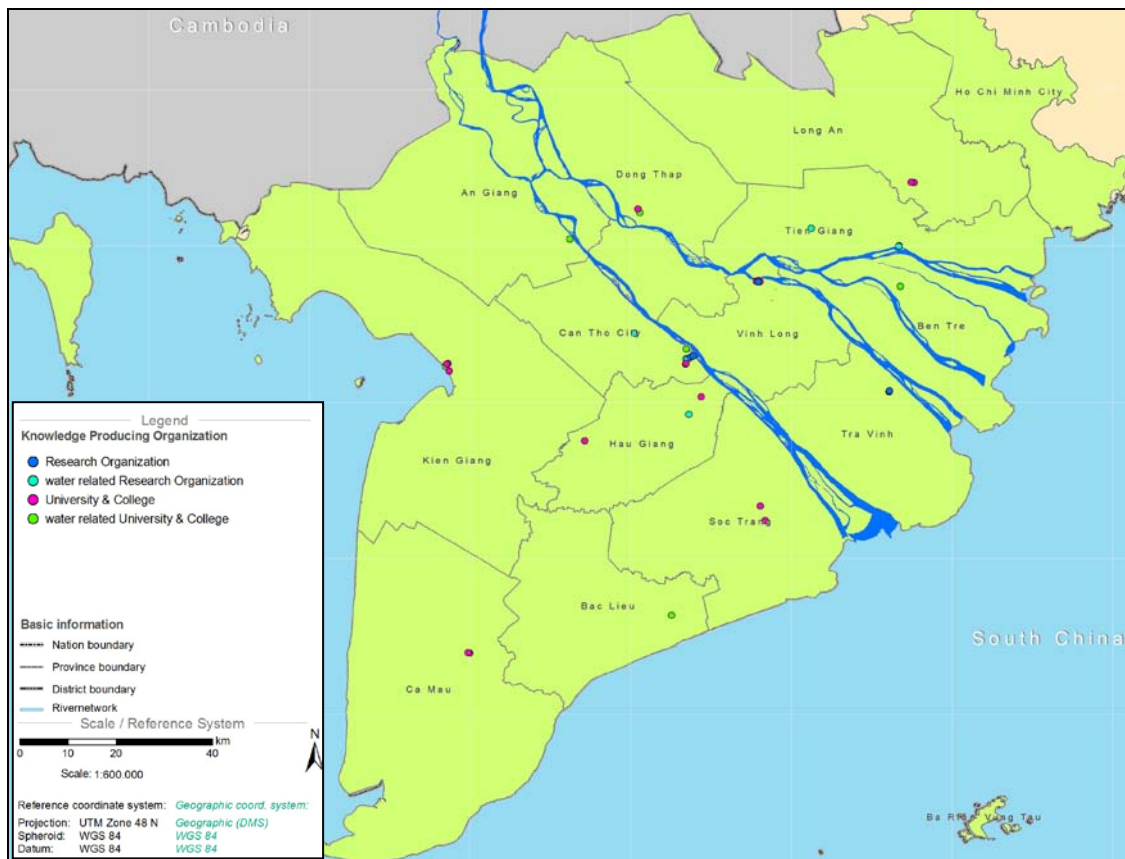 Cambodia
Ho Chi Minh City
Long An
Dong Thap
An Giang
Tien Giang
Ben Tre
Can Tho City
Vinh Long
Tra Vinh
Hau Giang
Kien Giang
Soc Trang
Bac Lieu
South China
Ca Mau
Ba Ria Vung Tau
Legend
Knowledge Producing Organization
Research Organization
water related Research Organization
University & College
water related University & College
Basic information
Nation boundary
Province boundary
District boundary
Rivernetwork
Scale / Reference System
km
0 10 20 40
N
Scale: 1:600.000
Reference coordinate system: Geographic coord. system:
Projection: UTM Zone 48 N Geographic (DMS)
Spheroid: WGS 84 WGS 84
Datum: WGS 84 WGS 84